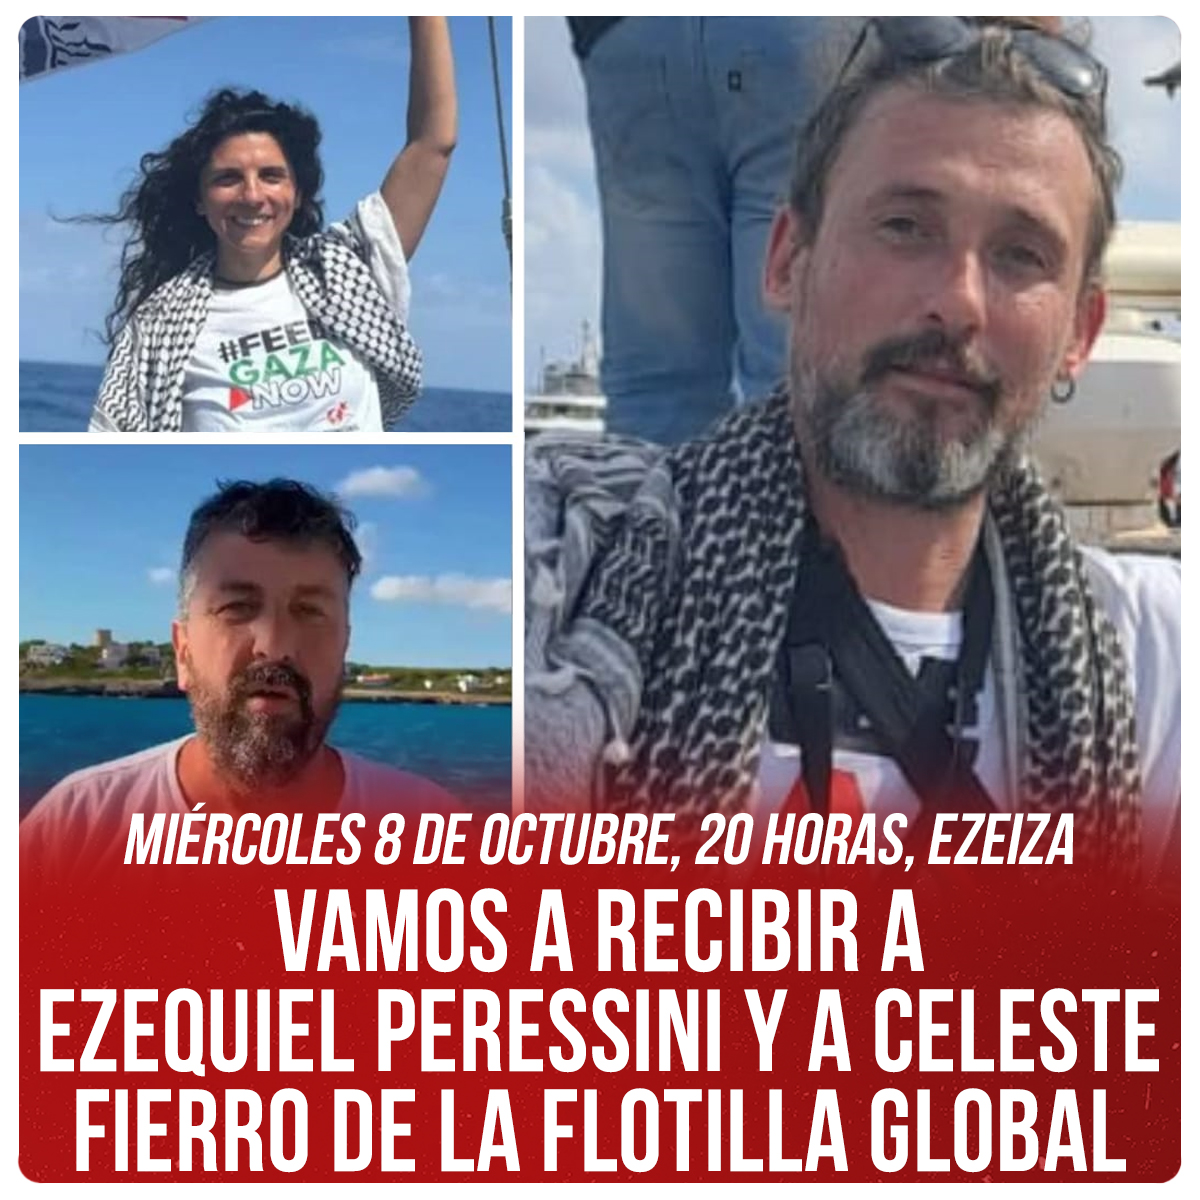 #FEED
GAZA
NOW
MIÉRCOLES 8 DE OCTUBRE, 20 HORAS, EZEIZA
VAMOS A RECIBIR A
EZEQUIEL PERESSINI Y A CELESTE
FIERRO DE LA FLOTILLA GLOBAL